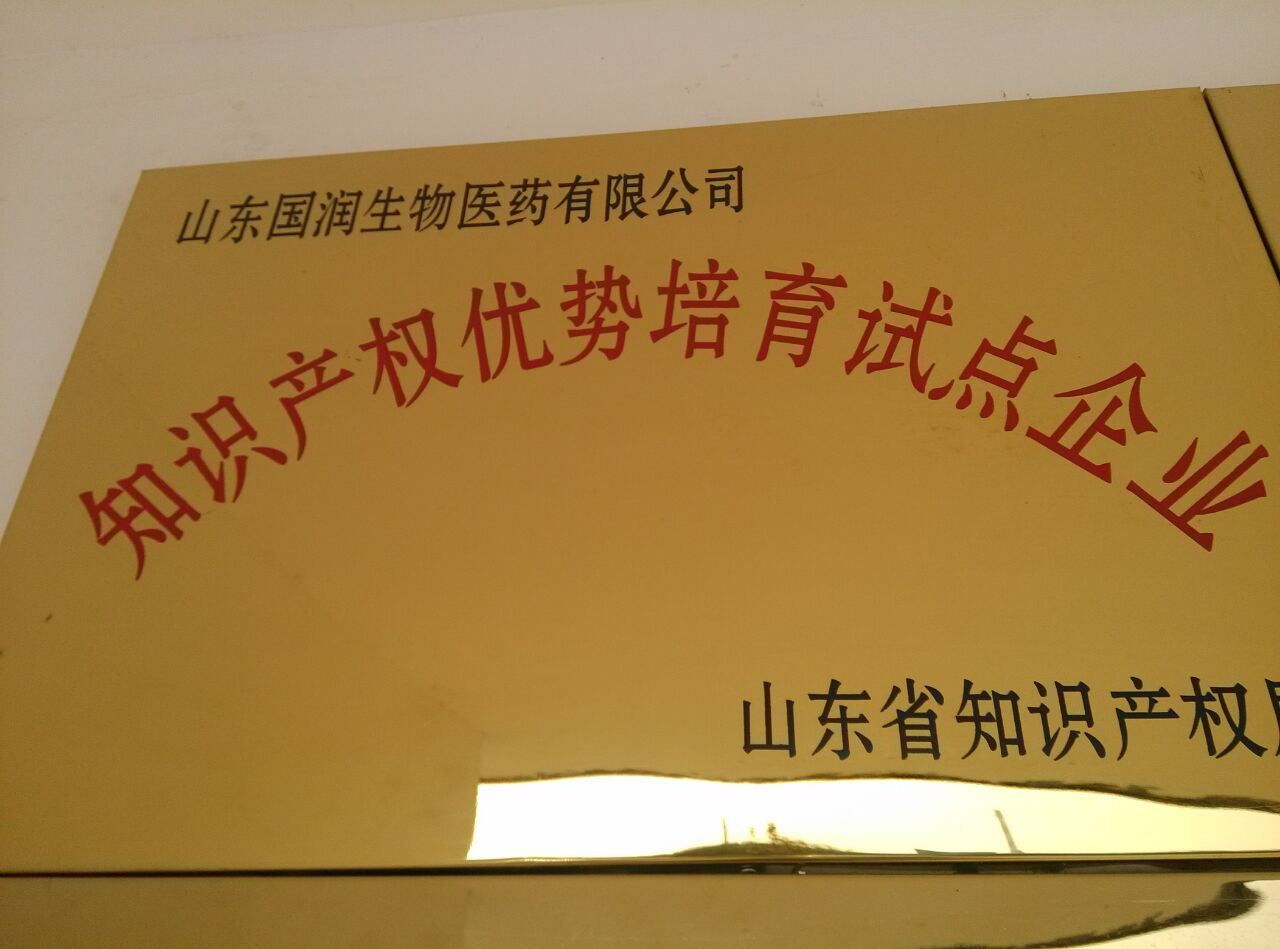 山东国润生物医药有限公司
知识产权优势培育试点企业
山东省知识产权